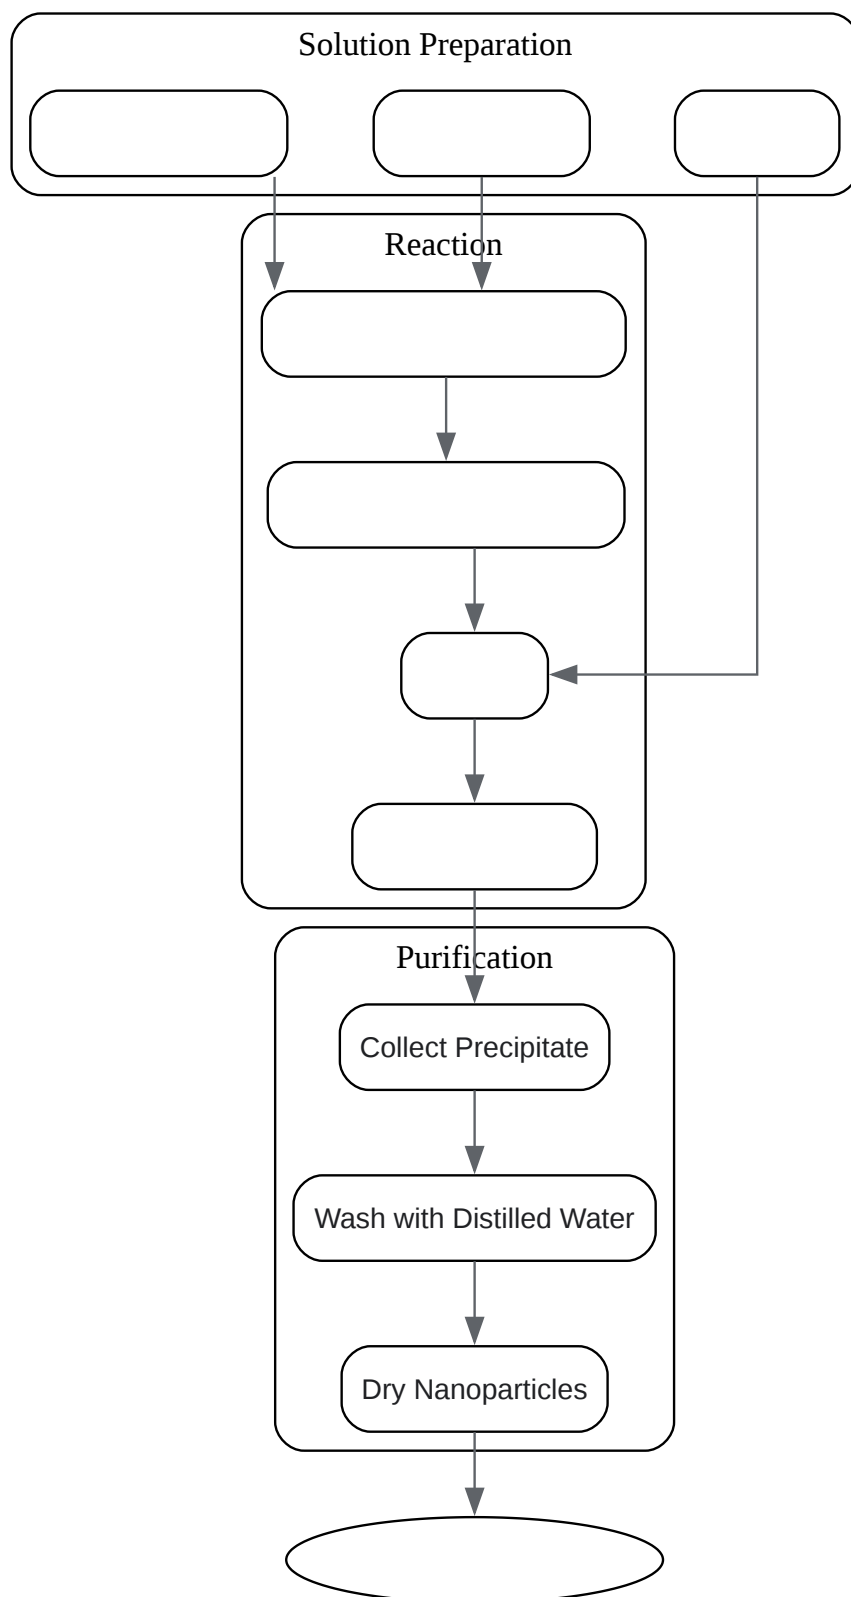 Solution Preparation
Reaction
Purification
Collect Precipitate
Wash with Distilled Water
Dry Nanoparticles